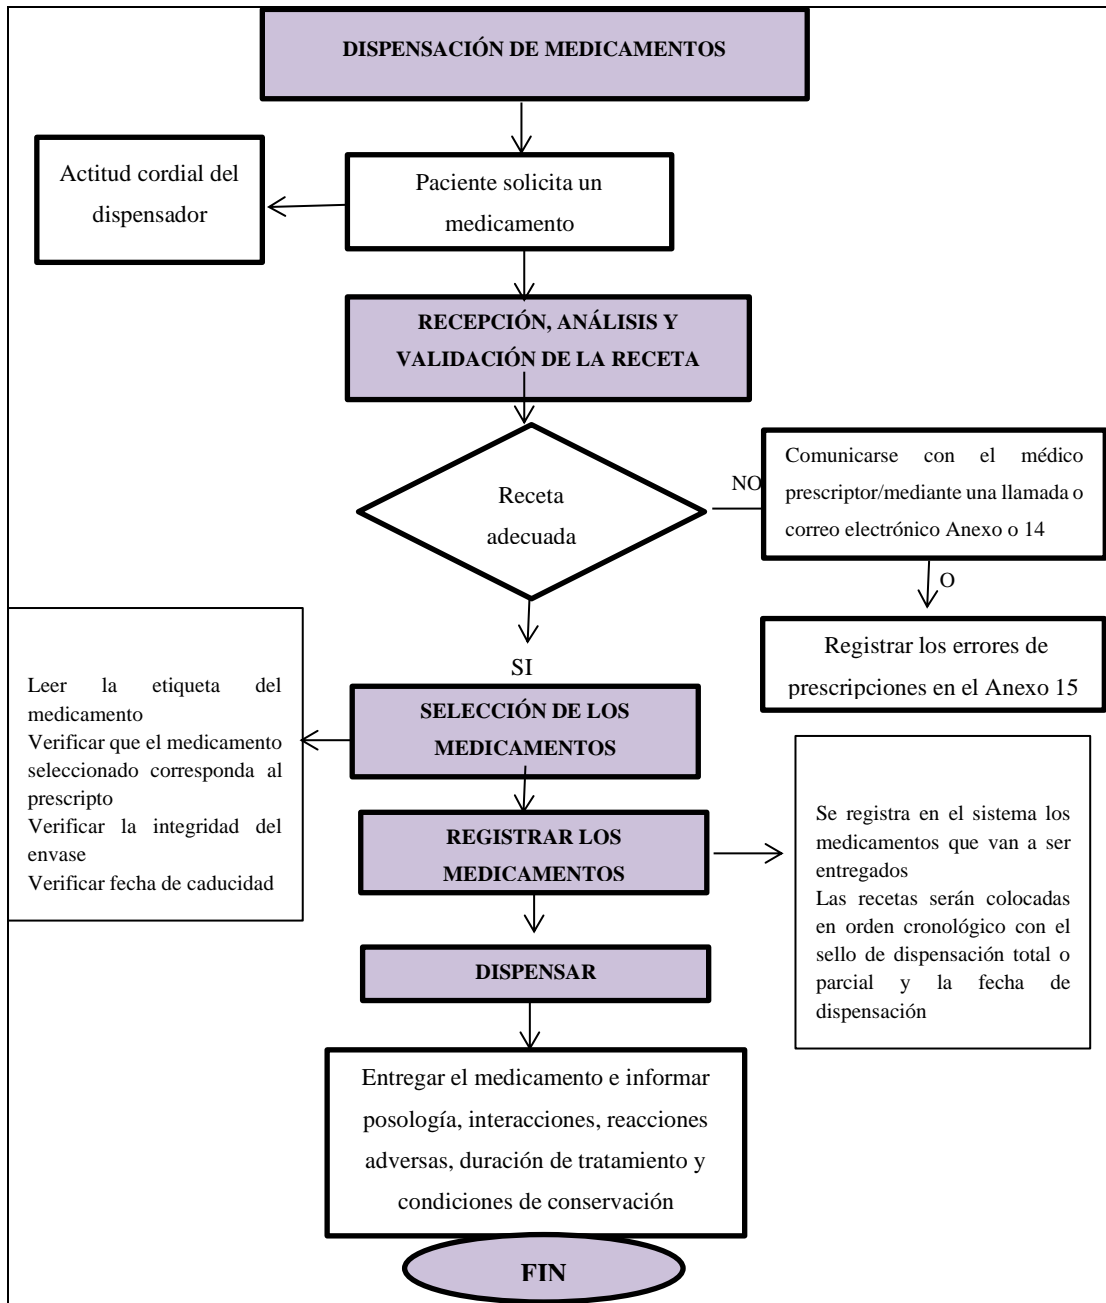 DISPENSACIÓN DE MEDICAMENTOS
Actitud cordial del
dispensador
Paciente solicita un
medicamento
RECEPCIÓN, ANÁLISIS Y
VALIDACIÓN DE LA RECETA
Receta
adecuada
NO
Comunicarse con el médico
prescriptor/mediante una llamada o
correo electrónico Anexo o 14
O
Registrar los errores de
prescripciones en el Anexo 15
SI
SELECCIÓN DE LOS
MEDICAMENTOS
Leer la etiqueta del
medicamento
Verificar que el medicamento
seleccionado corresponda al
prescripto
Verificar la integridad del
envase
Verificar fecha de caducidad
REGISTRAR LOS
MEDICAMENTOS
Se registra en el sistema los
medicamentos que van a ser
entregados
Las recetas serán colocadas
en orden cronológico con el
sello de dispensación total o
parcial y la fecha de
dispensación
DISPENSAR
Entregar el medicamento e informar
posología, interacciones, reacciones
adversas, duración de tratamiento y
condiciones de conservación
FIN